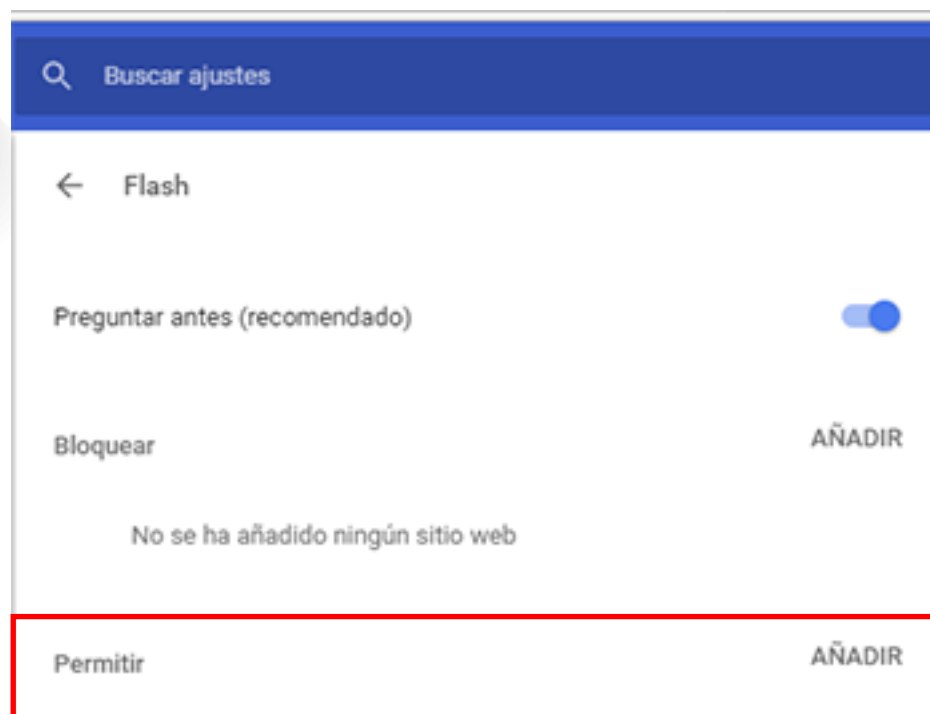 Buscar ajustes
Flash
Preguntar antes (recomendado)
Bloquear AÑADIR
No se ha añadido ningún sitio web
Permitir AÑADIR